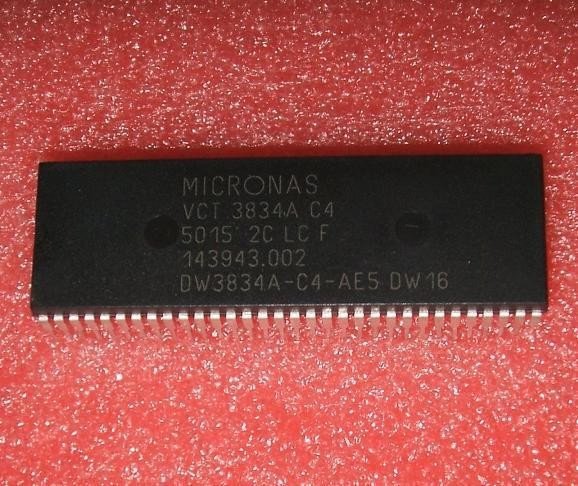 MICRONAS
VCT 3834A C4
5015 2C LC F
143943.002
DW3834A-C4-AE5 DW16